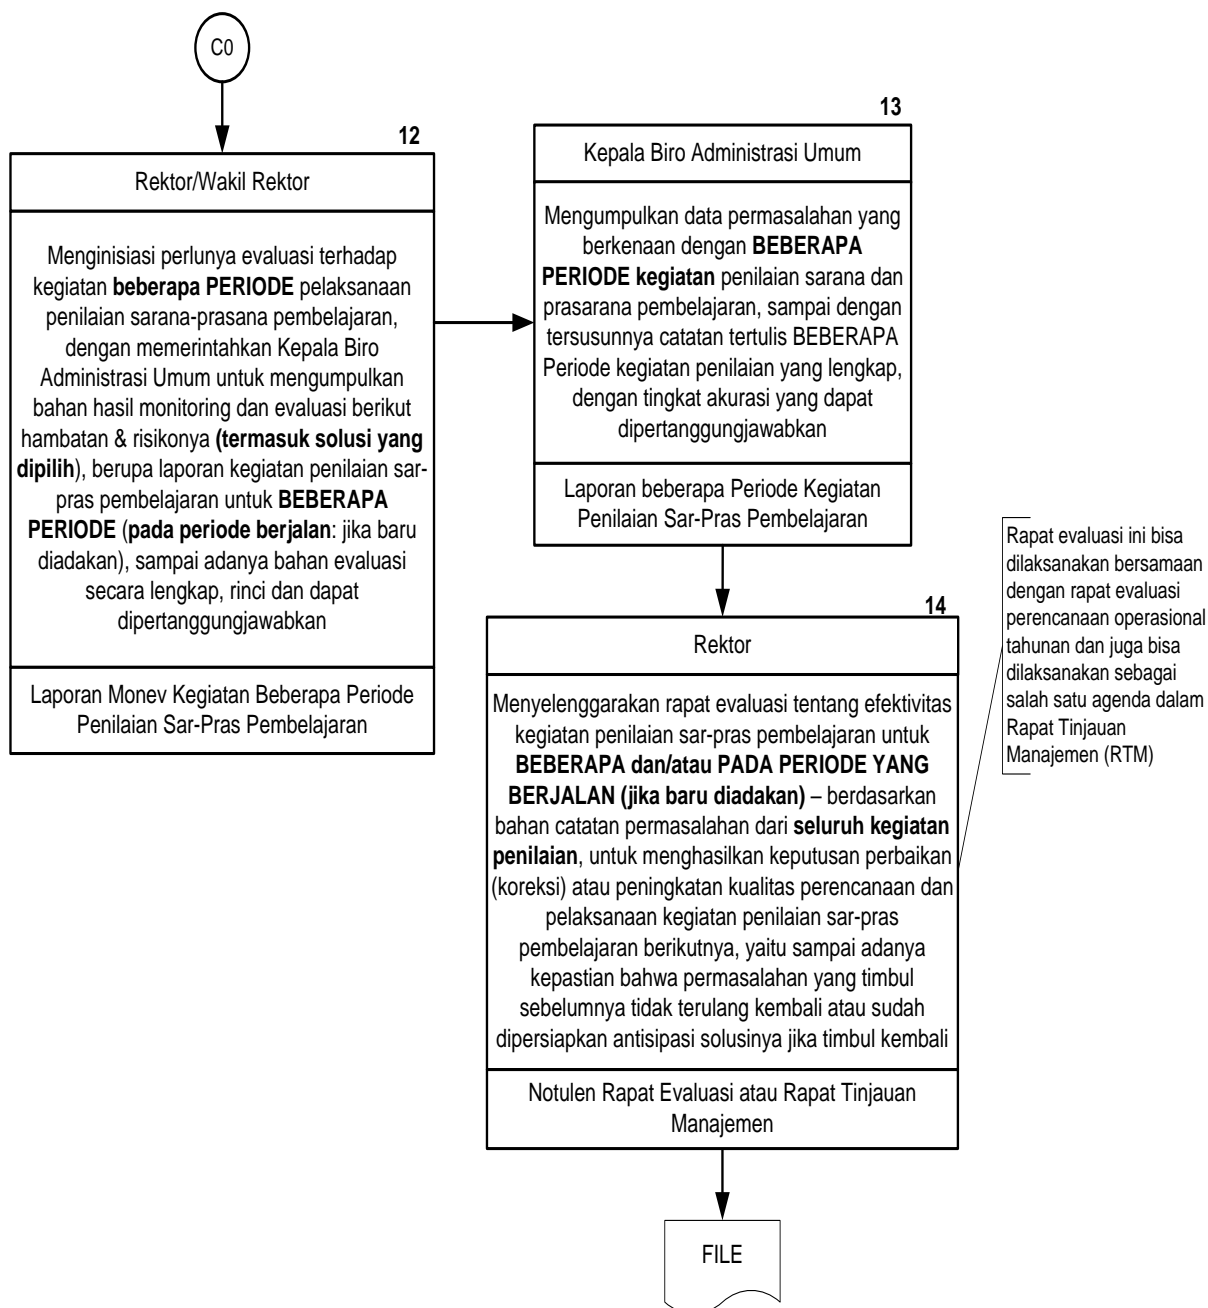 C0
12
Rektor/Wakil Rektor
Menginisiasi perlunya evaluasi terhadap
kegiatan beberapa PERIODE pelaksanaan
penilaian sarana-prasana pembelajaran,
dengan memerintahkan Kepala Biro
Administrasi Umum untuk mengumpulkan
bahan hasil monitoring dan evaluasi berikut
hambatan & risikonya (termasuk solusi yang
dipilih), berupa laporan kegiatan penilaian sar-
pras pembelajaran untuk BEBERAPA
PERIODE (pada periode berjalan: jika baru
diadakan), sampai adanya bahan evaluasi
secara lengkap, rinci dan dapat
dipertanggungjawabkan
Laporan Monev Kegiatan Beberapa Periode
Penilaian Sar-Pras Pembelajaran
13
Kepala Biro Administrasi Umum
Mengumpulkan data permasalahan yang
berkenaan dengan BEBERAPA
PERIODE kegiatan penilaian sarana dan
prasarana pembelajaran, sampai dengan
tersusunnya catatan tertulis BEBERAPA
Periode kegiatan penilaian yang lengkap,
dengan tingkat akurasi yang dapat
dipertanggungjawabkan
Laporan beberapa Periode Kegiatan
Penilaian Sar-Pras Pembelajaran
14
Rektor
Menyelenggarakan rapat evaluasi tentang efektivitas
kegiatan penilaian sar-pras pembelajaran untuk
BEBERAPA dan/atau PADA PERIODE YANG
BERJALAN (jika baru diadakan) – berdasarkan
bahan catatan permasalahan dari seluruh kegiatan
penilaian, untuk menghasilkan keputusan perbaikan
(koreksi) atau peningkatan kualitas perencanaan dan
pelaksanaan kegiatan penilaian sar-pras
pembelajaran berikutnya, yaitu sampai adanya
kepastian bahwa permasalahan yang timbul
sebelumnya tidak terulang kembali atau sudah
dipersiapkan antisipasi solusinya jika timbul kembali
Notulen Rapat Evaluasi atau Rapat Tinjauan
Manajemen
Rapat evaluasi ini bisa
dilaksanakan bersamaan
dengan rapat evaluasi
perencanaan operasional
tahunan dan juga bisa
dilaksanakan sebagai
salah satu agenda dalam
Rapat Tinjauan
Manajemen (RTM)
FILE